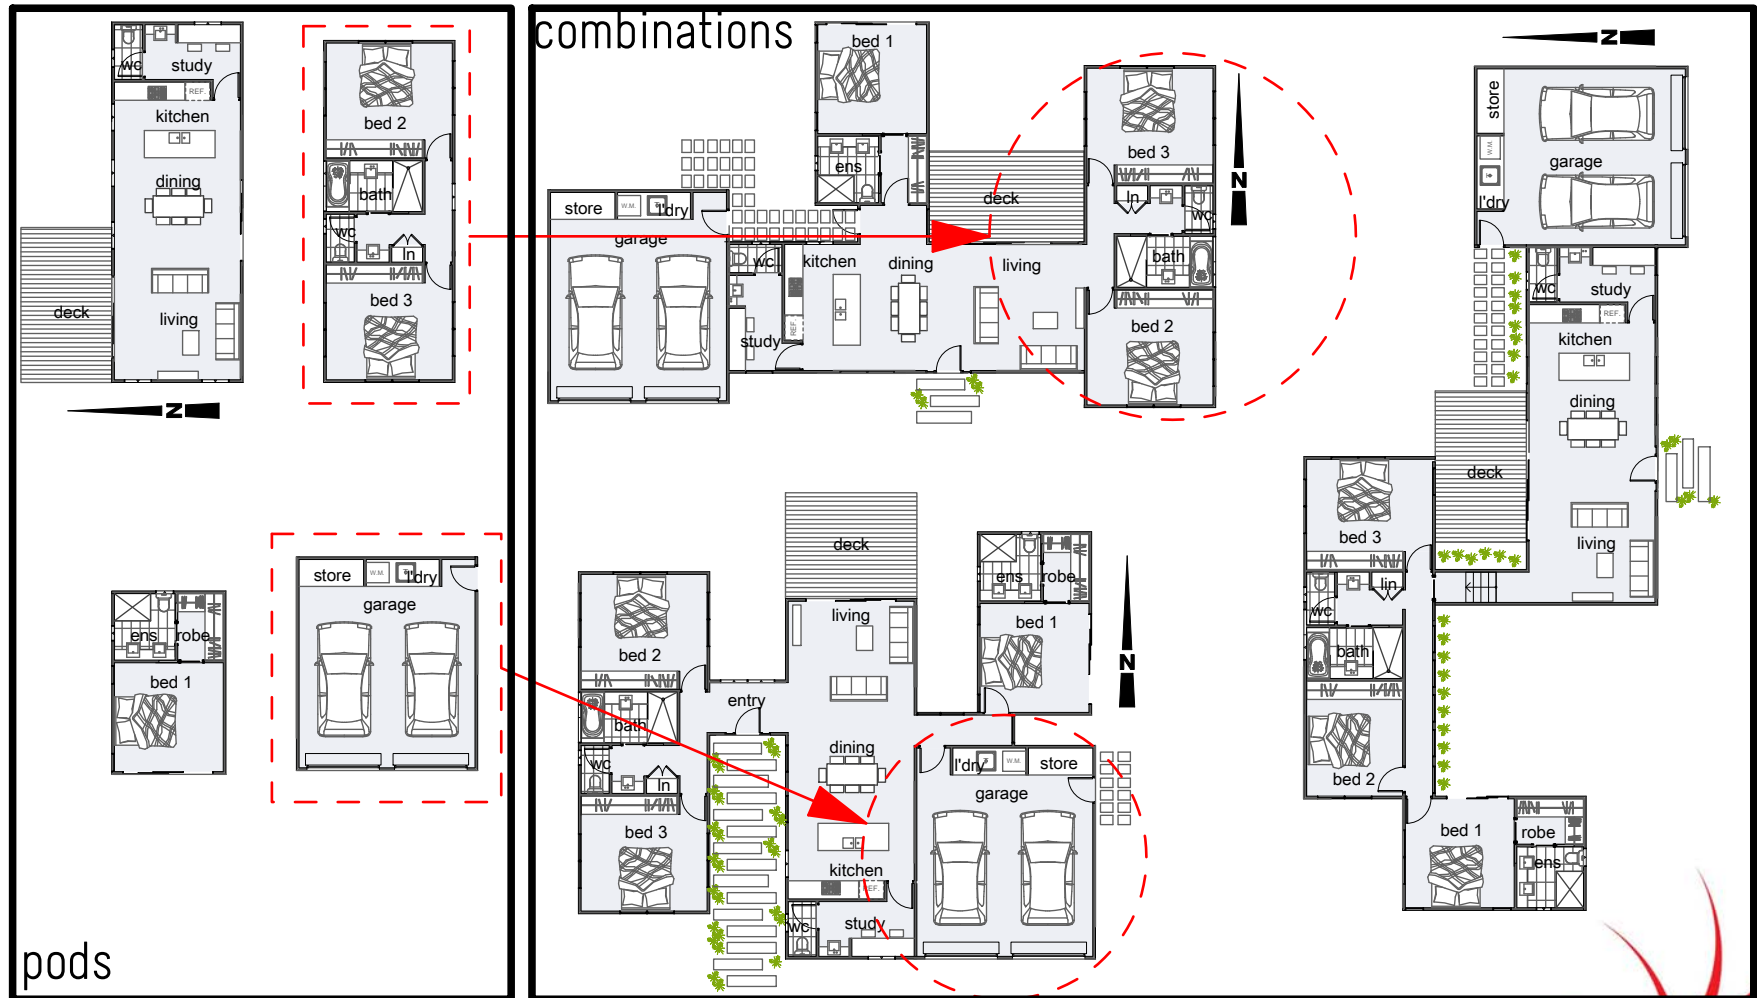 combinations
wc
study
REF.
kitchen
dining
living
deck
N
bed 2
bath
wc
ln
bed 3
ens
robe
bed 1
store
W.M.
l'dry
garage
pods
bed 1
ens
deck
bed 3
ln
wc
bath
bed 2
N
store
W.M.
l'dry
garage
wc
kitchen
dining
living
REF.
study
N
store
W.M.
l'dry
garage
wc
study
REF.
kitchen
dining
deck
living
bed 3
lin
wc
bath
bed 2
bed 1
robe
ens
deck
living
bed 2
entry
bath
wc
ln
bed 3
dining
kitchen
REF.
wc
study
ens
robe
bed 1
N
l'dry
W.M.
store
garage